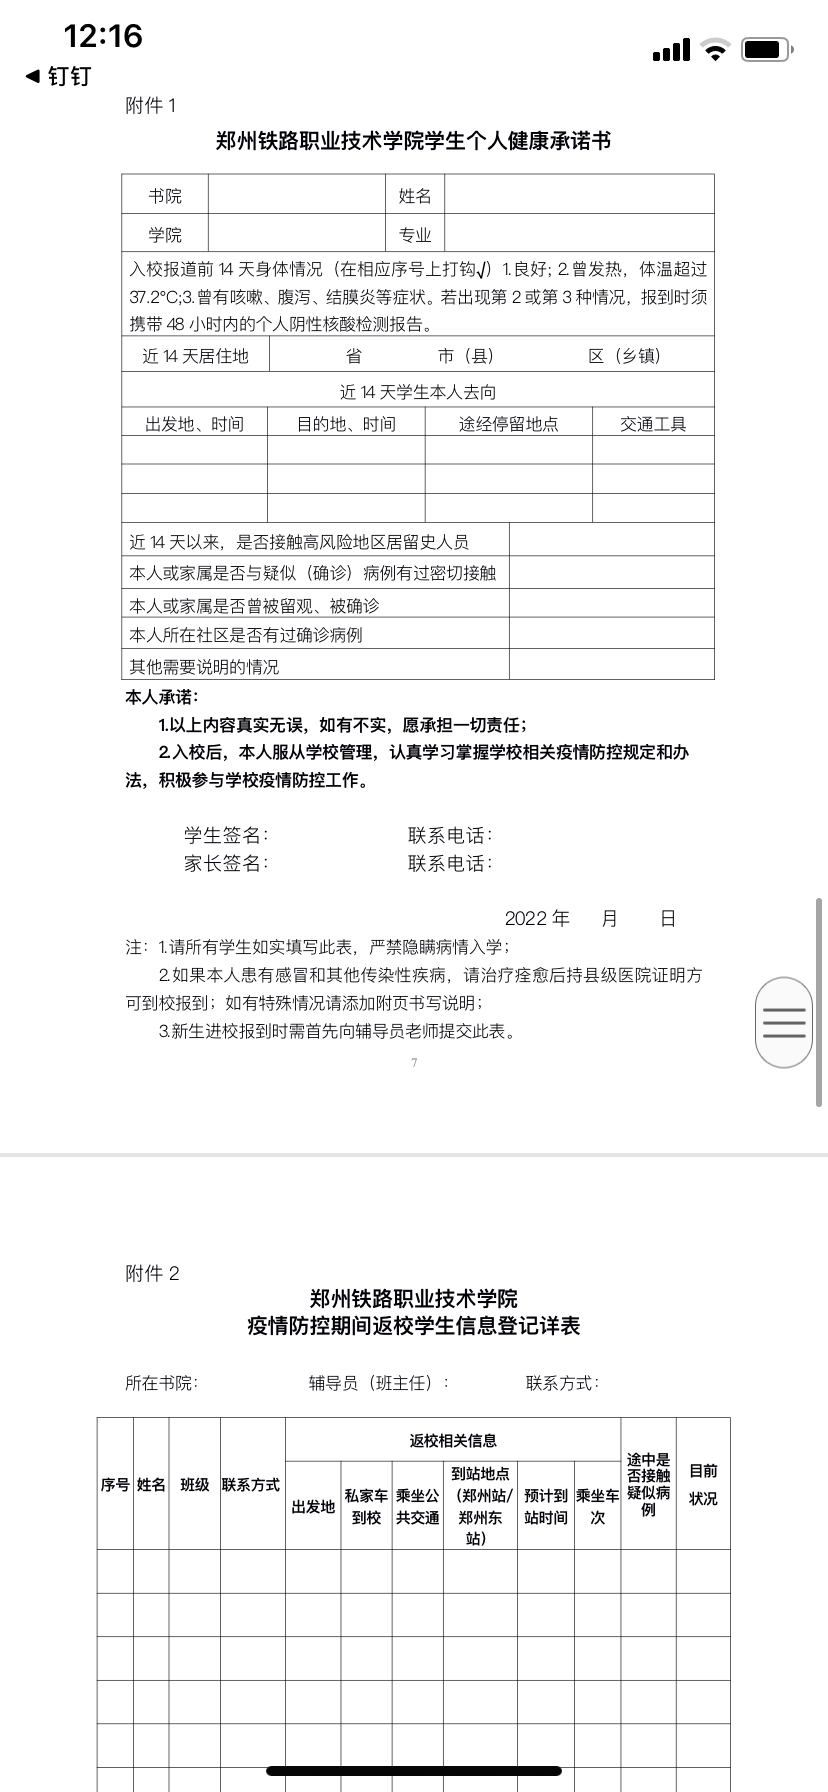 12:16
◀ 钉钉
附件 1
郑州铁路职业技术学院学生个人健康承诺书
书院 姓名
学院 专业
入校报道前 14 天身体情况（在相应序号上打钩√）1.良好; 2.曾发热，体温超过
37.2°C;3.曾有咳嗽、腹泻、结膜炎等症状。若出现第 2 或第 3 种情况，报到时须
携带 48 小时内的个人阴性核酸检测报告。
近 14 天居住地 省 市（县） 区（乡镇）
近 14 天学生本人去向
出发地、时间 目的地、时间 途经停留地点 交通工具
近 14 天以来，是否接触高风险地区居留史人员
本人或家属是否与疑似（确诊）病例有过密切接触
本人或家属是否曾被留观、被确诊
本人所在社区是否有过确诊病例
其他需要说明的情况
本人承诺：
1.以上内容真实无误，如有不实，愿承担一切责任；
2.入校后，本人服从学校管理，认真学习掌握学校相关疫情防控规定和办
法，积极参与学校疫情防控工作。
学生签名： 联系电话：
家长签名： 联系电话：
2022 年 月 日
注：1.请所有学生如实填写此表，严禁隐瞒病情入学；
2.如果本人患有感冒和其他传染性疾病，请治疗痊愈后持县级医院证明方
可到校报到；如有特殊情况请添加附页书写说明；
3.新生进校报到时需首先向辅导员老师提交此表。
7
附件 2
郑州铁路职业技术学院
疫情防控期间返校学生信息登记详表
所在书院： 辅导员（班主任）： 联系方式：
序号 姓名 班级 联系方式 返校相关信息 途中是否接触疑似病例 目前状况
出发地 私家车到校 乘坐公共交通 到站地点（郑州站/郑州东站） 预计到站时间 乘坐车次